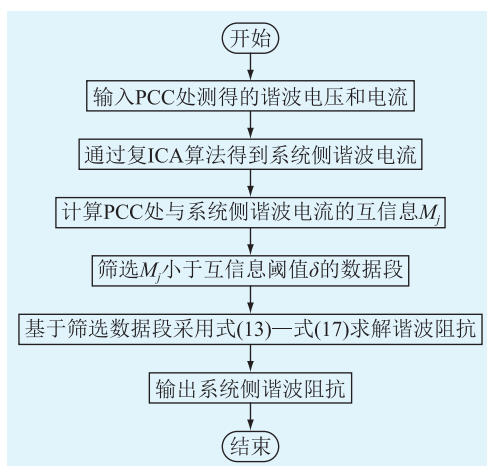 开始
输入PCC处测得的谐波电压和电流
通过复ICA算法得到系统侧谐波电流
计算PCC处与系统侧谐波电流的互信息Mj
筛选Mj小于互信息阈值δ的数据段
基于筛选数据段采用式(13)—式(17)求解谐波阻抗
输出系统侧谐波阻抗
结束